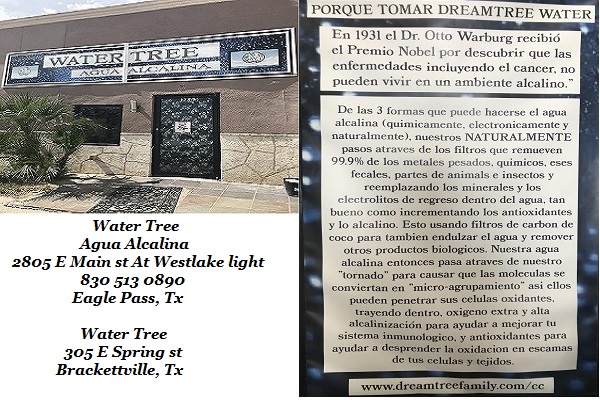 WATER TREE
AGUA ALCALINA
Water Tree
Agua Alcalina
2805 E Main st At Westlake light
830 513 0890
Eagle Pass, Tx
Water Tree
305 E Spring st
Brackettville, Tx
PORQUE TOMAR DREAMTREE WATER
En 1931 el Dr. Otto Warburg recibió
el Premio Nobel por descubrir que las
enfermedades incluyendo el cancer, no
pueden vivir en un ambiente alcalino.”
De las 3 formas que puede hacerse el agua
alcalina (quimicamente, electronicamente y
naturalmente), nuestros NATURALMENTE
pasos atraves de los filtros que remueven
99.9% de los metales pesados, quimicos, eses
fecales, partes de animals e insectos y
reemplazando los minerales y los
electrolitos de regreso dentro del agua, tan
bueno como incrementando los antioxidantes
y lo alcalino. Esto usando filtros de carbon de
coco para tambien endulzar el agua y remover
otros productos biologicos. Nuestra agua
alcalina entonces pasa atraves de nuestro
"tornado" para causar que las moleculas se
conviertan en "micro-agrupamiento" asi ellos
pueden penetrar sus celulas oxidantes,
trayendo dentro, oxigeno extra y alta
alcalinización para ayudar a mejorar tu
sistema inmunologico, y antioxidantes para
ayudar a desprender la oxidacion en escamas
de tus celulas y tejidos.
www.dreamtreefamily.com/cc